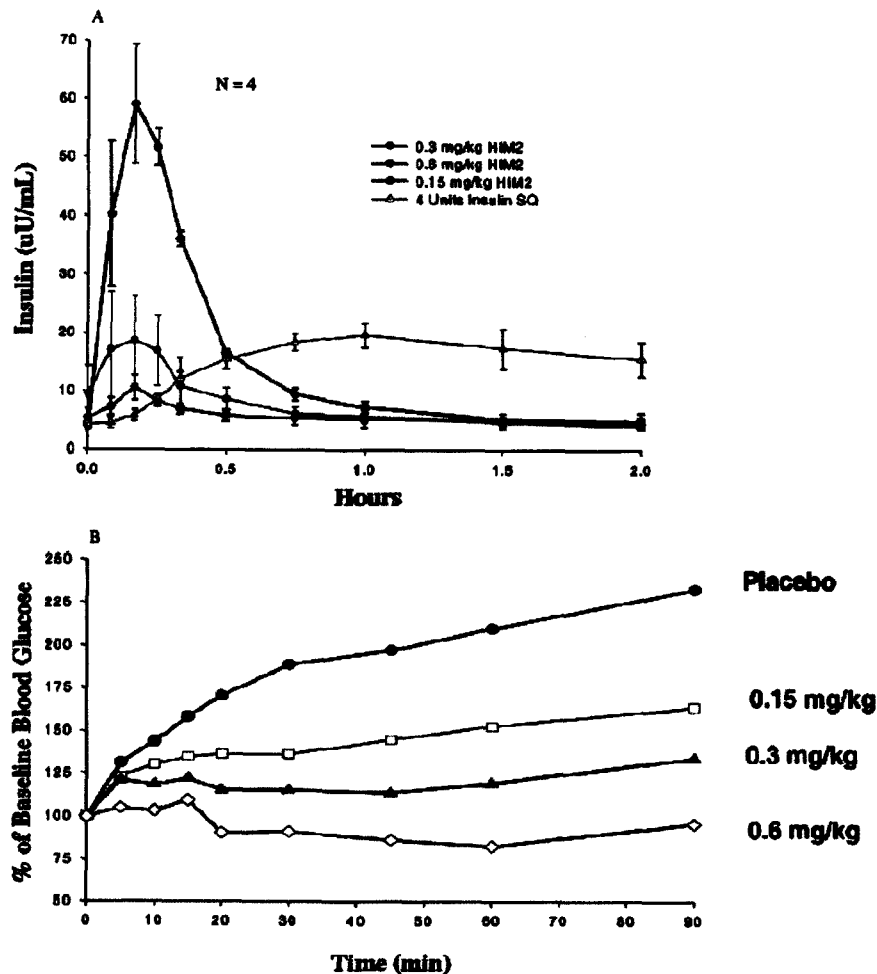 A
70
60
50
40
30
20
10
0
Insulin (uU/mL)
N = 4
0.3 mg/kg HIM2
0.6 mg/kg HIM2
0.15 mg/kg HIM2
4 Units Insulin SQ
0.0
0.5
1.0
1.5
2.0
Hours
B
250
225
200
175
150
125
100
75
50
% of Baseline Blood Glucose
Placebo
0.15 mg/kg
0.3 mg/kg
0.6 mg/kg
0
10
20
30
40
50
60
70
80
90
Time (min)